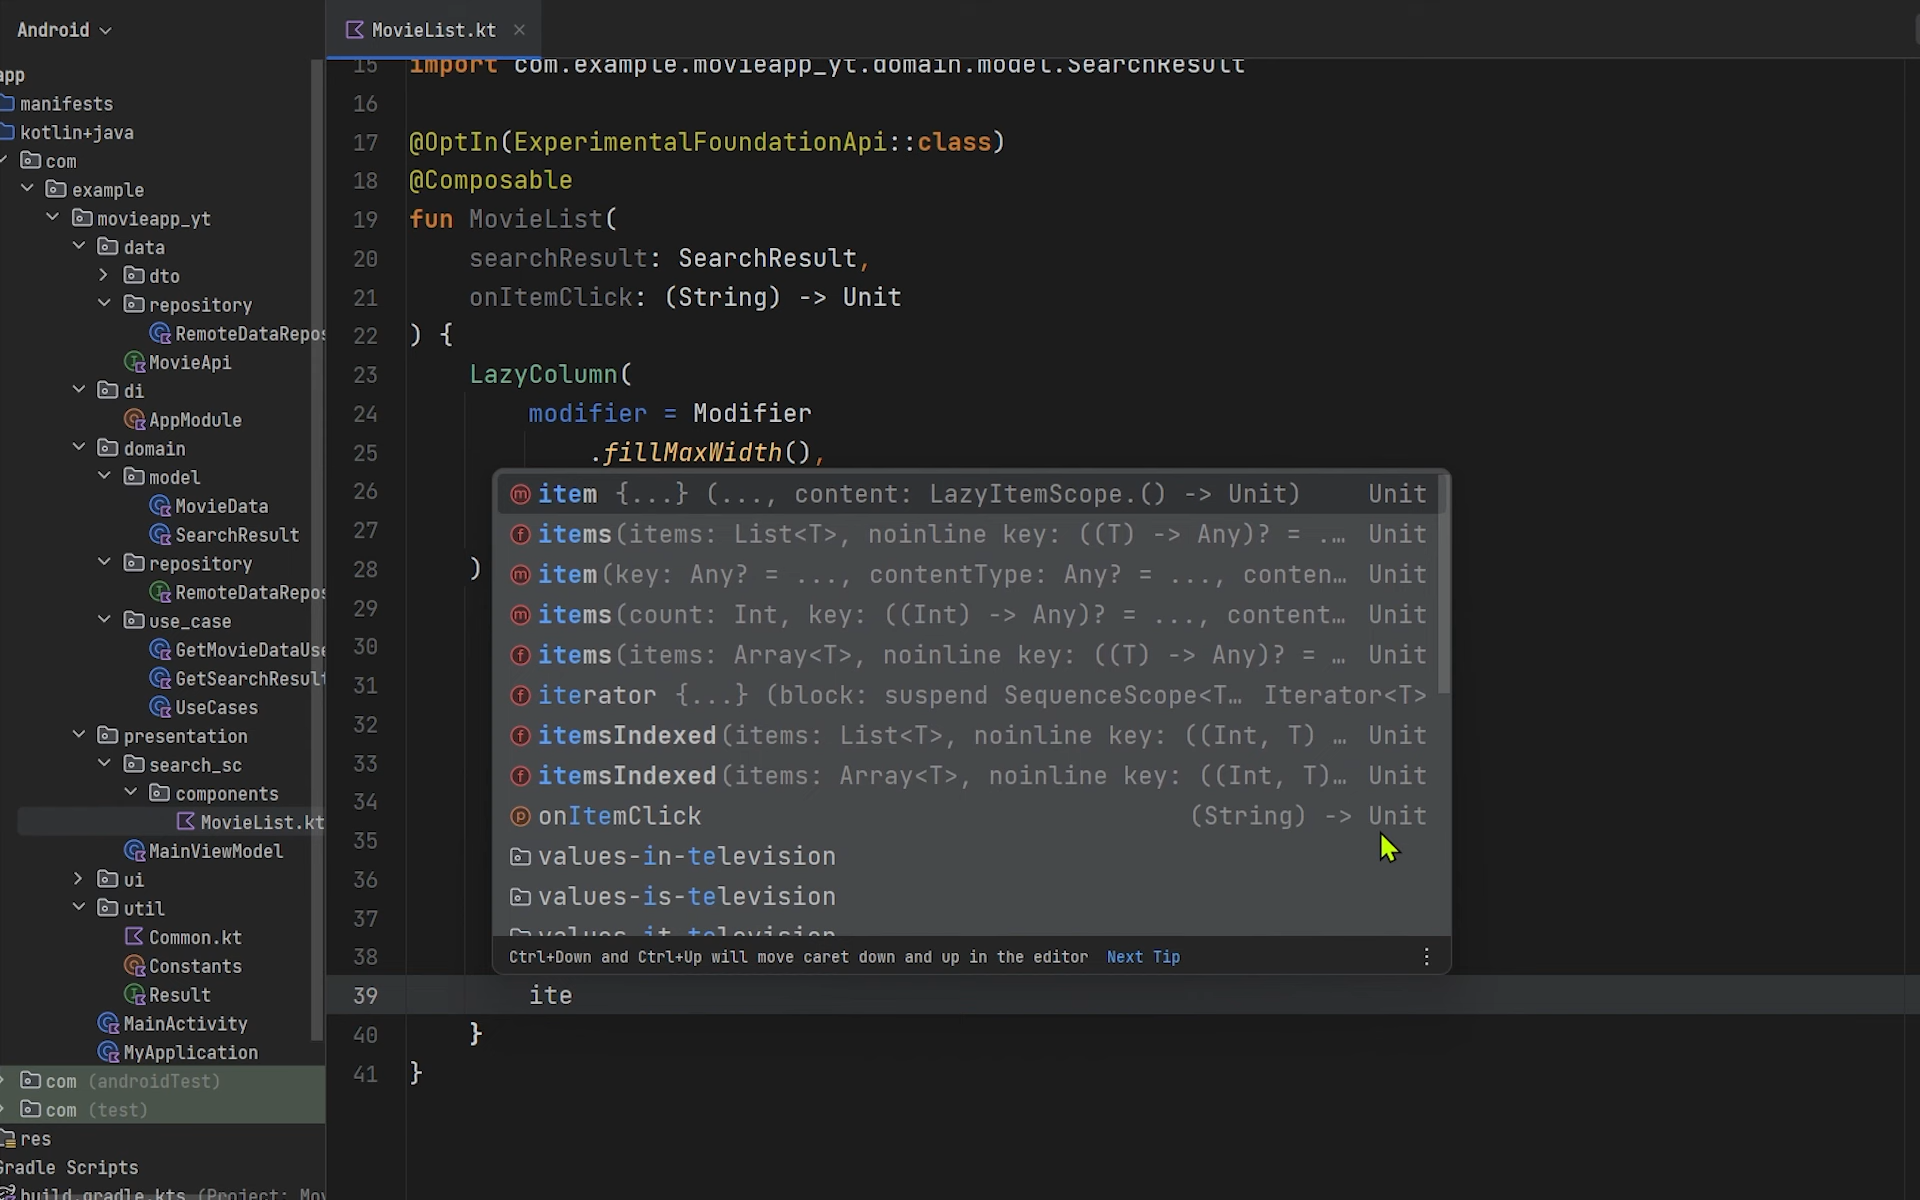 Android
app
manifests
kotlin+java
com
example
movieapp_yt
data
dto
repository
RemoteDataRepos
MovieApi
di
AppModule
domain
model
MovieData
SearchResult
repository
RemoteDataRepos
use_case
GetMovieDataUse
GetSearchResult
UseCases
presentation
search_sc
components
MovieList.kt
MainViewModel
ui
util
Common.kt
Constants
Result
MainActivity
MyApplication
com (androidTest)
com (test)
res
Gradle Scripts
build.gradle.kts (Project: Mov
MovieList.kt
15 import com.example.movieapp_yt.domain.model.SearchResult
16
17 @OptIn(ExperimentalFoundationApi::class)
18 @Composable
19 fun MovieList(
20 searchResult: SearchResult,
21 onItemClick: (String) -> Unit
22 ) {
23 LazyColumn(
24 modifier = Modifier
25 .fillMaxWidth(),
26
27
28 )
29
30
31
32
33
34
35
36
37
38
39 ite
40 }
41 }
item {...} (..., content: LazyItemScope.() -> Unit) Unit
items(items: List<T>, noinline key: ((T) -> Any)? = .… Unit
item(key: Any? = ..., contentType: Any? = ..., conten… Unit
items(count: Int, key: ((Int) -> Any)? = ..., content… Unit
items(items: Array<T>, noinline key: ((T) -> Any)? = … Unit
iterator {...} (block: suspend SequenceScope<T… Iterator<T>
itemsIndexed(items: List<T>, noinline key: ((Int, T) … Unit
itemsIndexed(items: Array<T>, noinline key: ((Int, T)… Unit
onItemClick (String) -> Unit
values-in-television
values-is-television
values-it-television
Ctrl+Down and Ctrl+Up will move caret down and up in the editor Next Tip